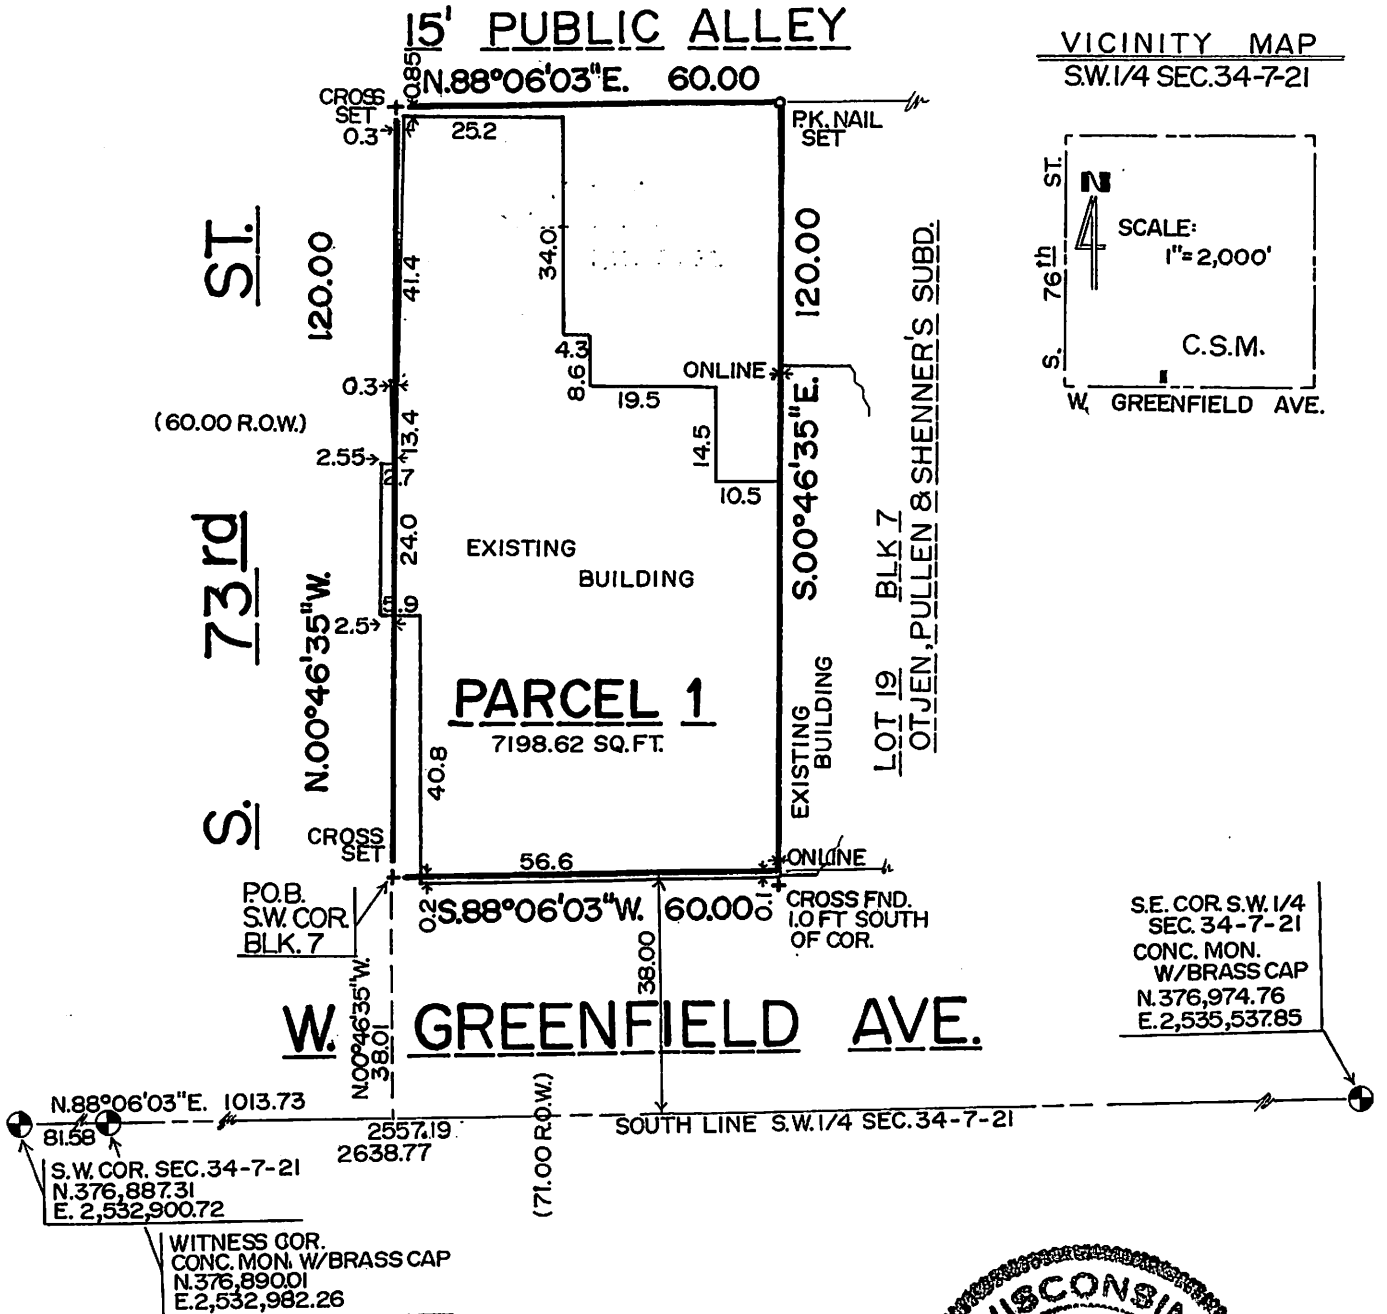 15' PUBLIC ALLEY
N.88°06'03"E. 60.00
0.85
CROSS
SET
0.3
25.2
P.K. NAIL
SET
VICINITY MAP
S.W.1/4 SEC.34-7-21
S. 76th ST.
N
SCALE:
1"=2,000'
C.S.M.
W. GREENFIELD AVE.
S. 73rd ST.
120.00
41.4
34.0
120.00
4.3
8.6
ONLINE
19.5
0.3
(60.00 R.O.W.)
13.4
2.55
2.7
14.5
10.5
S.00°46'35"E.
24.0
EXISTING
BUILDING
2.5
N.00°46'35"W.
LOT 19 BLK 7
OTJEN, PULLEN & SHENNER'S SUBD.
EXISTING
BUILDING
PARCEL 1
7198.62 SQ.FT.
40.8
CROSS
SET
56.6
ONLINE
P.O.B.
S.W. COR.
BLK. 7
0.2
S.88°06'03"W. 60.00
0.1
CROSS FND.
1.0 FT SOUTH
OF COR.
38.00
N.00°46'35"W.
38.01
S.E. COR. S.W. 1/4
SEC. 34-7-21
CONC. MON.
W/BRASS CAP
N.376,974.76
E.2,535,537.85
W. GREENFIELD AVE.
(71.00 R.O.W.)
N.88°06'03"E. 1013.73
81.58
2557.19
2638.77
SOUTH LINE S.W. 1/4 SEC. 34-7-21
S.W. COR. SEC.34-7-21
N.376,887.31
E. 2,532,900.72
WITNESS COR.
CONC. MON. W/BRASS CAP
N.376,890.01
E.2,532,982.26